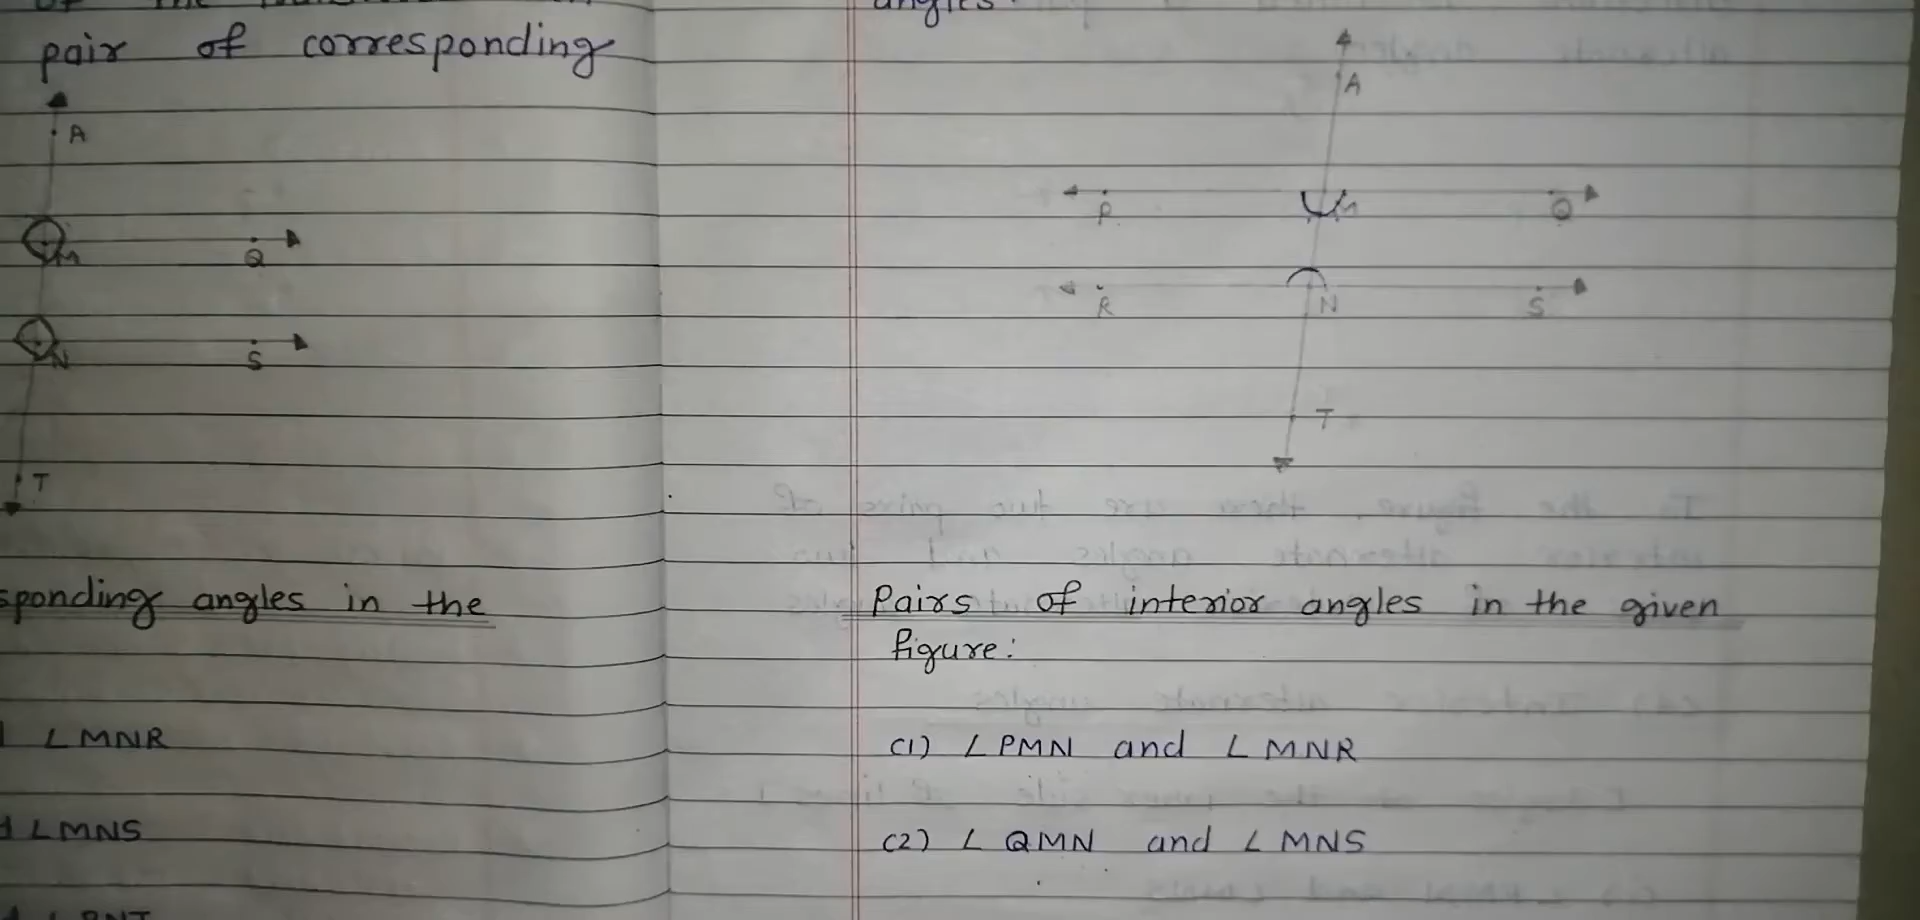 pair of corresponding
A
M
Q
N
S
T
sponding angles in the
∠ MNR
∠ MNS
angles
A
P
M
Q
R
N
S
T
Pairs of interior angles in the given
figure:
(1) ∠ PMN and ∠ MNR
(2) ∠ QMN and ∠ MNS